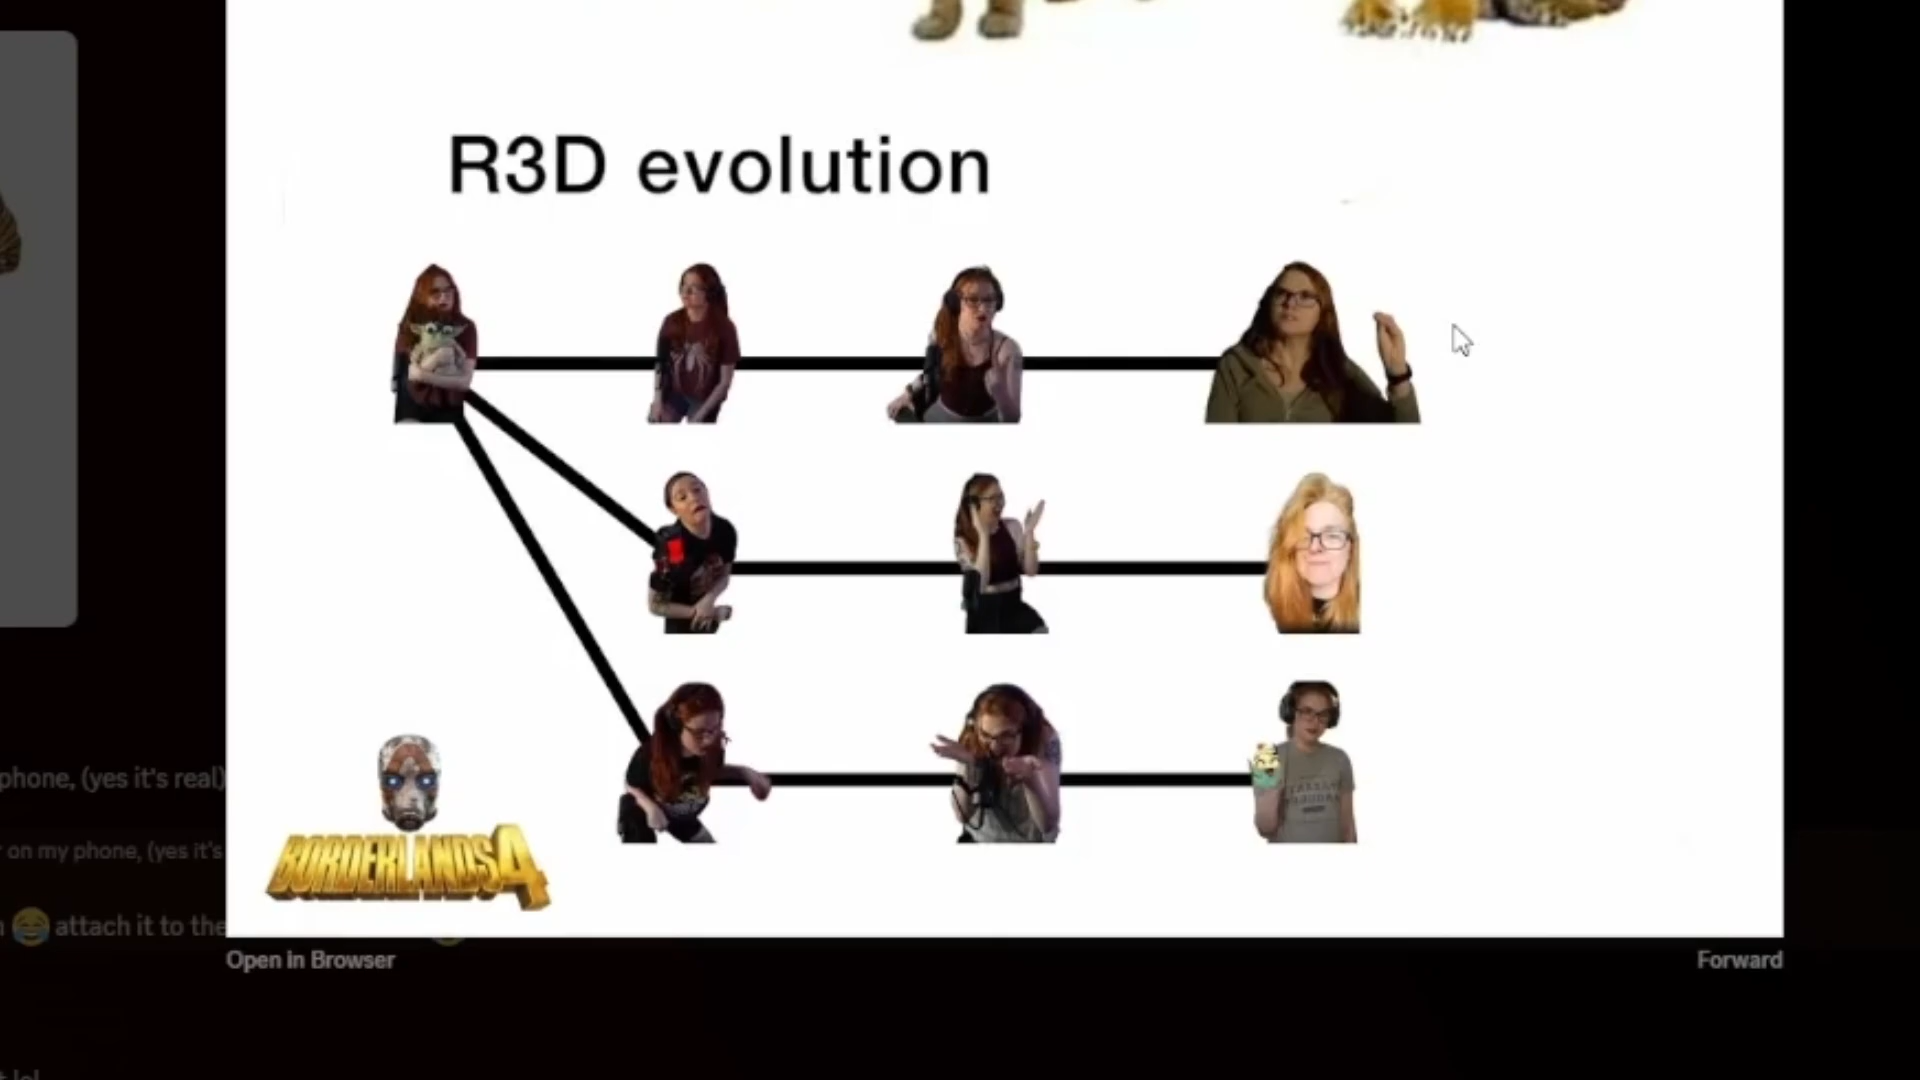 R3D evolution
phone, (yes it's real)
on my phone, (yes it's
BORDERLANDS 4
attach it to the
Open in Browser
Forward
lol